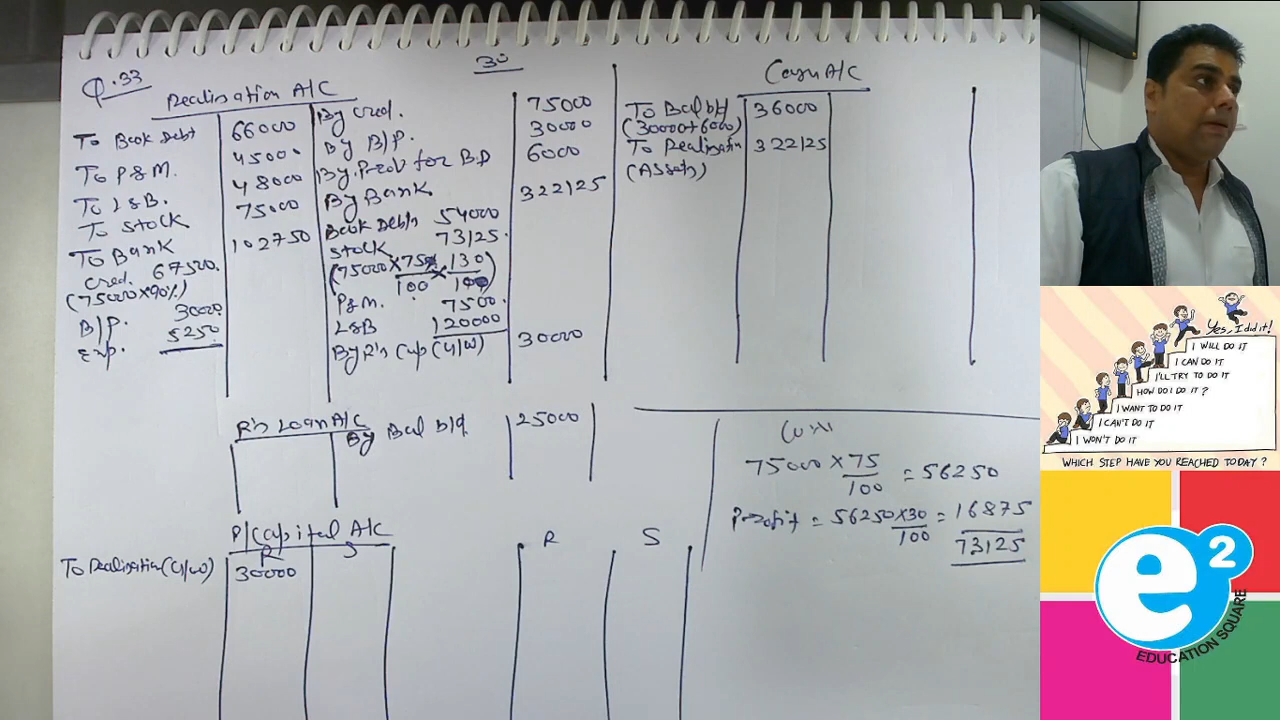 Q.33
30
Realisation A/C
To Book Debt 66000
To P&M. 45000
To L&B. 48000
To Stock 75000
To Bank 102750
Cred. 67500
(75000×90%)
B/P. 30000
Exp. 5250
By Cred. 75000
By B/P. 30000
By Prov for B.D 6000
By Bank 322125
Book Debts 54000
Stock 73125
(75000×75/100×130/100)
P&M. 7500
L&B 120000
By R's Cap (U/W) 30000
Cash A/C
To Bal b/d 36000
(30000+6000)
To Realisation 322125
(Assets)
R's Loan A/C
By Bal b/d 25000
P/Capital A/C
R S R S
To Realisation (U/W) 30000
75000 × 75/100 = 56250
Profit = 56250×30/100 = 16875
73125
Yes, I did it!
I WILL DO IT
I CAN DO IT
I'LL TRY TO DO IT
HOW DO I DO IT?
I WANT TO DO IT
I CAN'T DO IT
I WON'T DO IT
WHICH STEP HAVE YOU REACHED TODAY?
e2
EDUCATION SQUARE